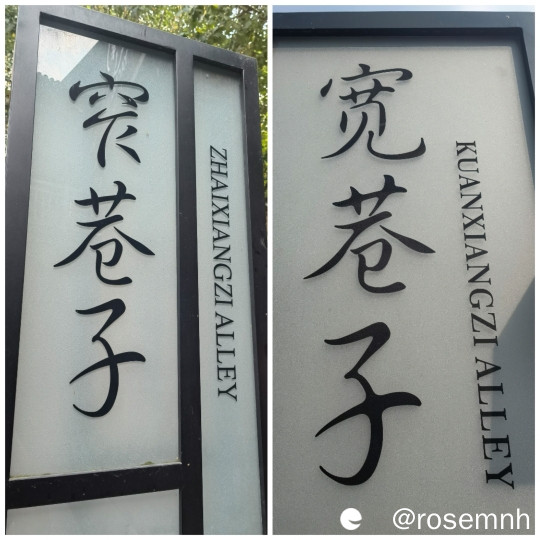 窄巷子
ZHAIXIANGZI ALLEY
宽巷子
KUANXIANGZI ALLEY
@rosemnh